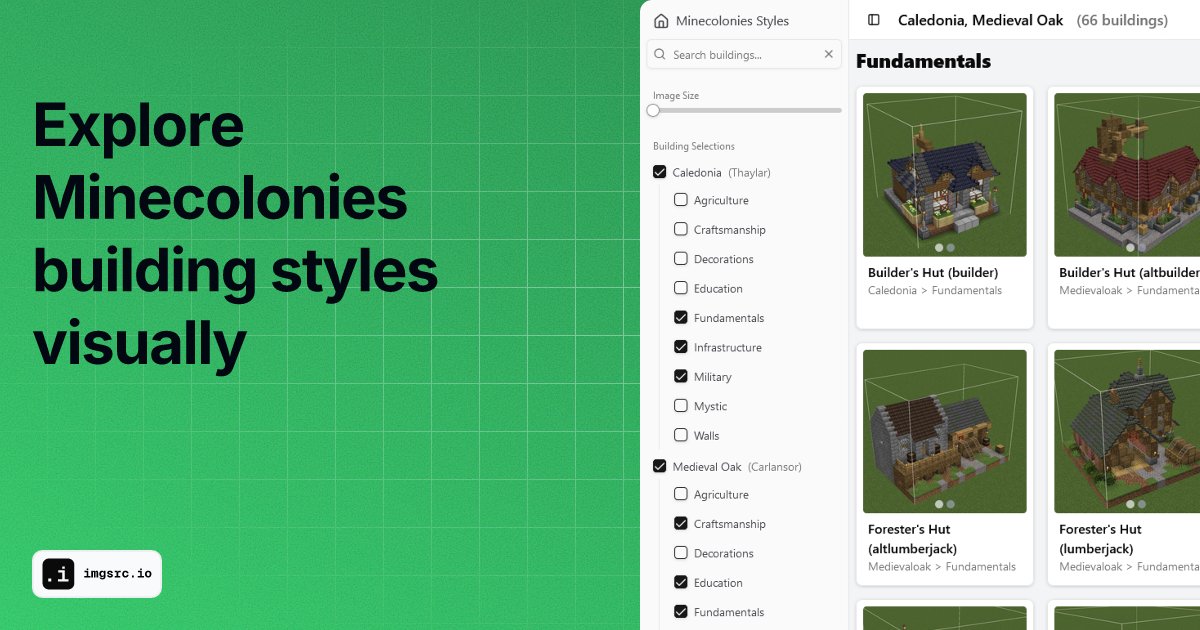 Explore
Minecolonies
building styles
visually
.i imgsrc.io
Minecolonies Styles
Search buildings...
Image Size
Building Selections
Caledonia (Thaylar)
Agriculture
Craftsmanship
Decorations
Education
Fundamentals
Infrastructure
Military
Mystic
Walls
Medieval Oak (Carlansor)
Agriculture
Craftsmanship
Decorations
Education
Fundamentals
Caledonia, Medieval Oak (66 buildings)
Fundamentals
Builder's Hut (builder)
Caledonia > Fundamentals
Builder's Hut (altbuilder
Medievaloak > Fundamenta
Forester's Hut
(altlumberjack)
Medievaloak > Fundamentals
Forester's Hut
(lumberjack)
Medievaloak > Fundamenta